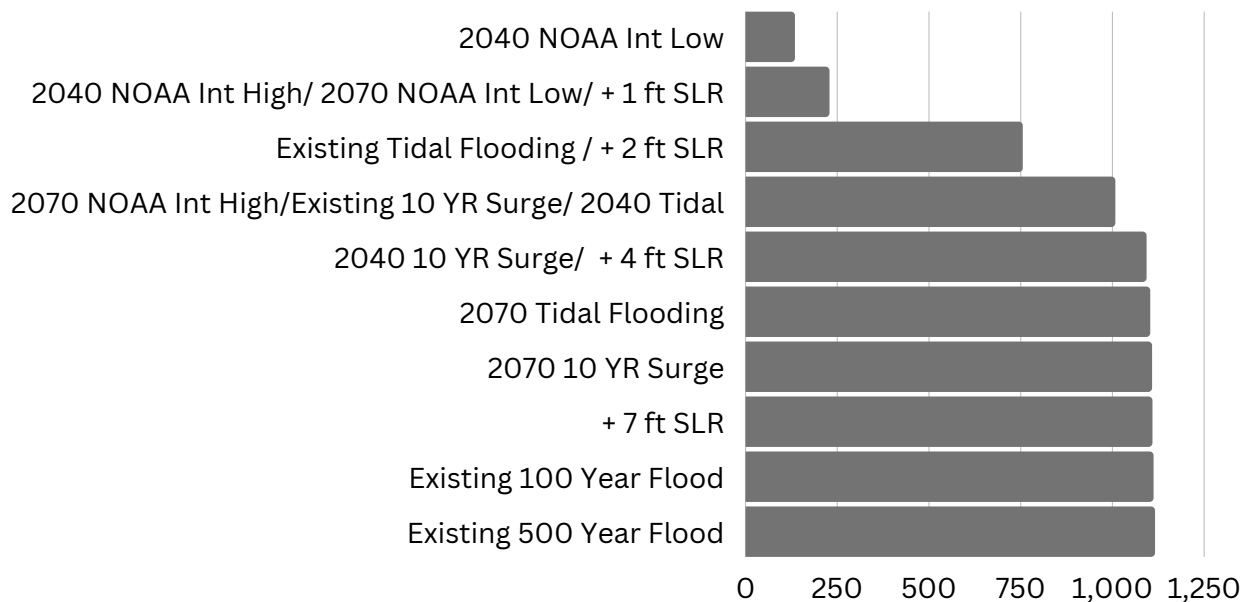 2040 NOAA Int Low
2040 NOAA Int High/ 2070 NOAA Int Low/ + 1 ft SLR
Existing Tidal Flooding / + 2 ft SLR
2070 NOAA Int High/Existing 10 YR Surge/ 2040 Tidal
2040 10 YR Surge/  + 4 ft SLR
2070 Tidal Flooding
2070 10 YR Surge
+ 7 ft SLR
Existing 100 Year Flood
Existing 500 Year Flood
0 250 500 750 1,000 1,250